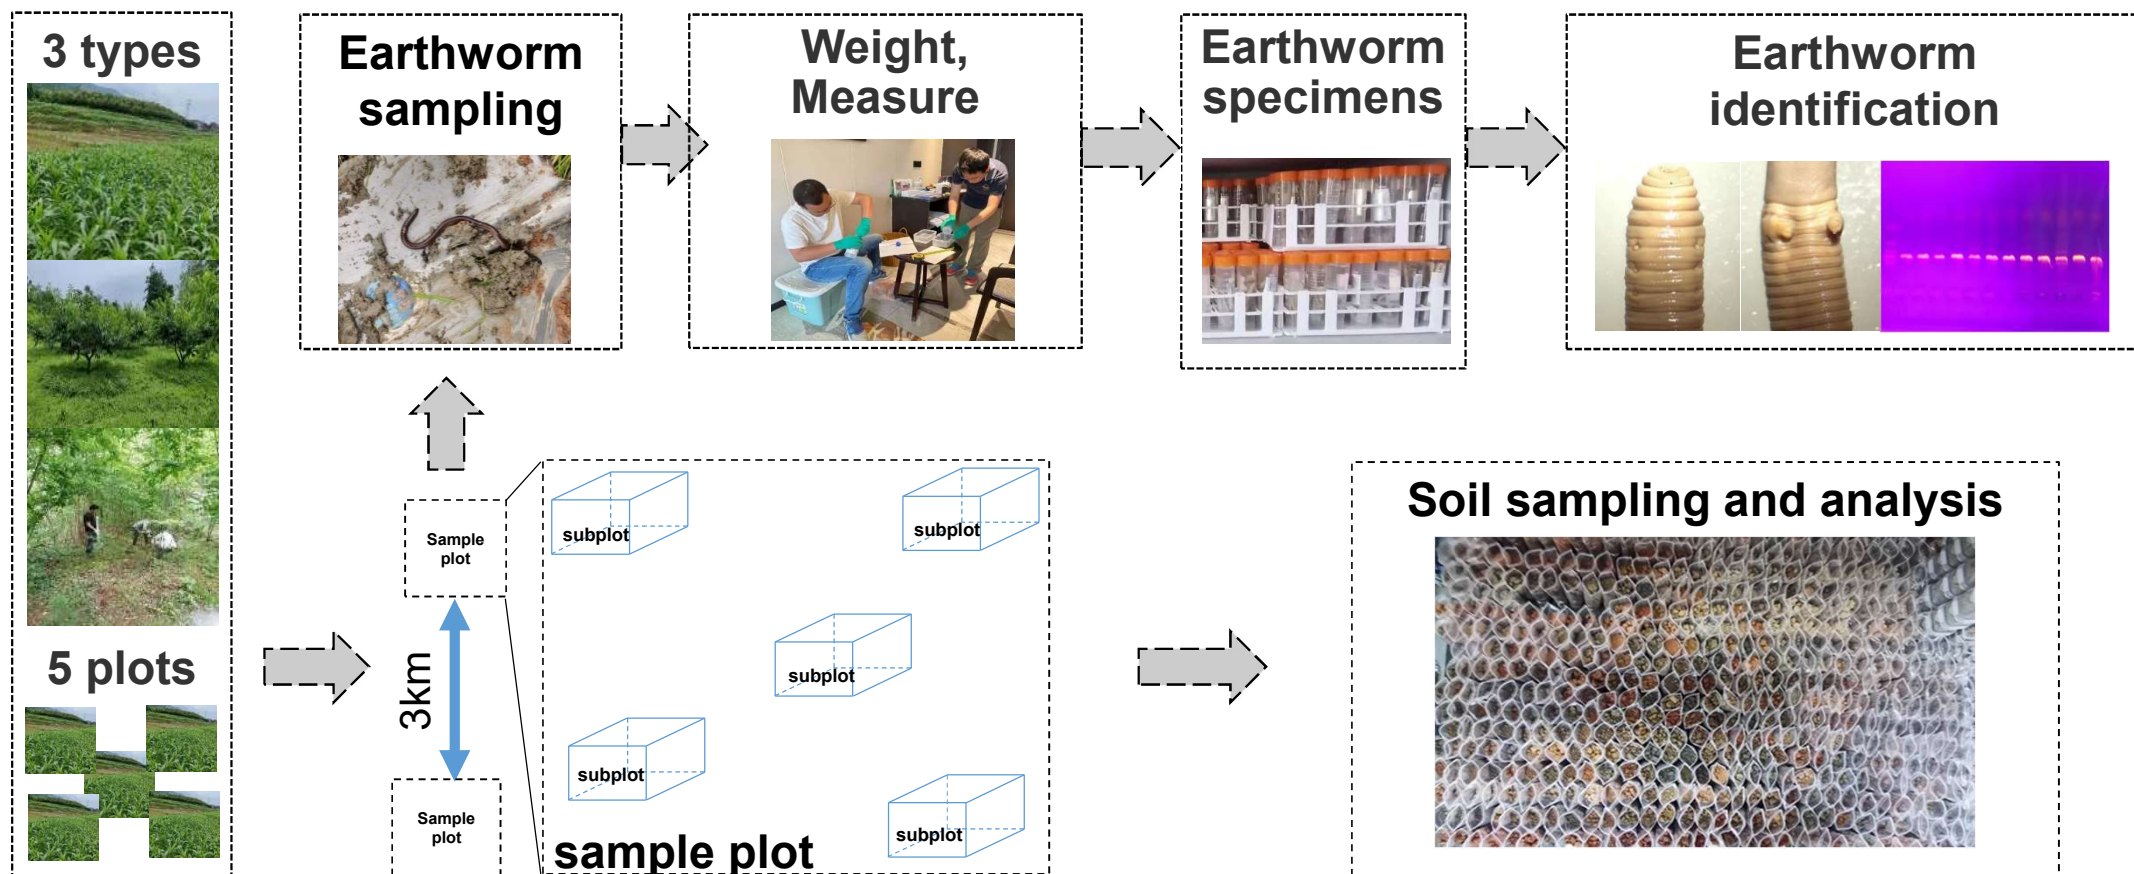 3 types
5 plots
Earthworm
sampling
Weight,
Measure
Earthworm
specimens
Earthworm
identification
Sample
plot
3km
Sample
plot
subplot
subplot
subplot
subplot
subplot
sample plot
Soil sampling and analysis